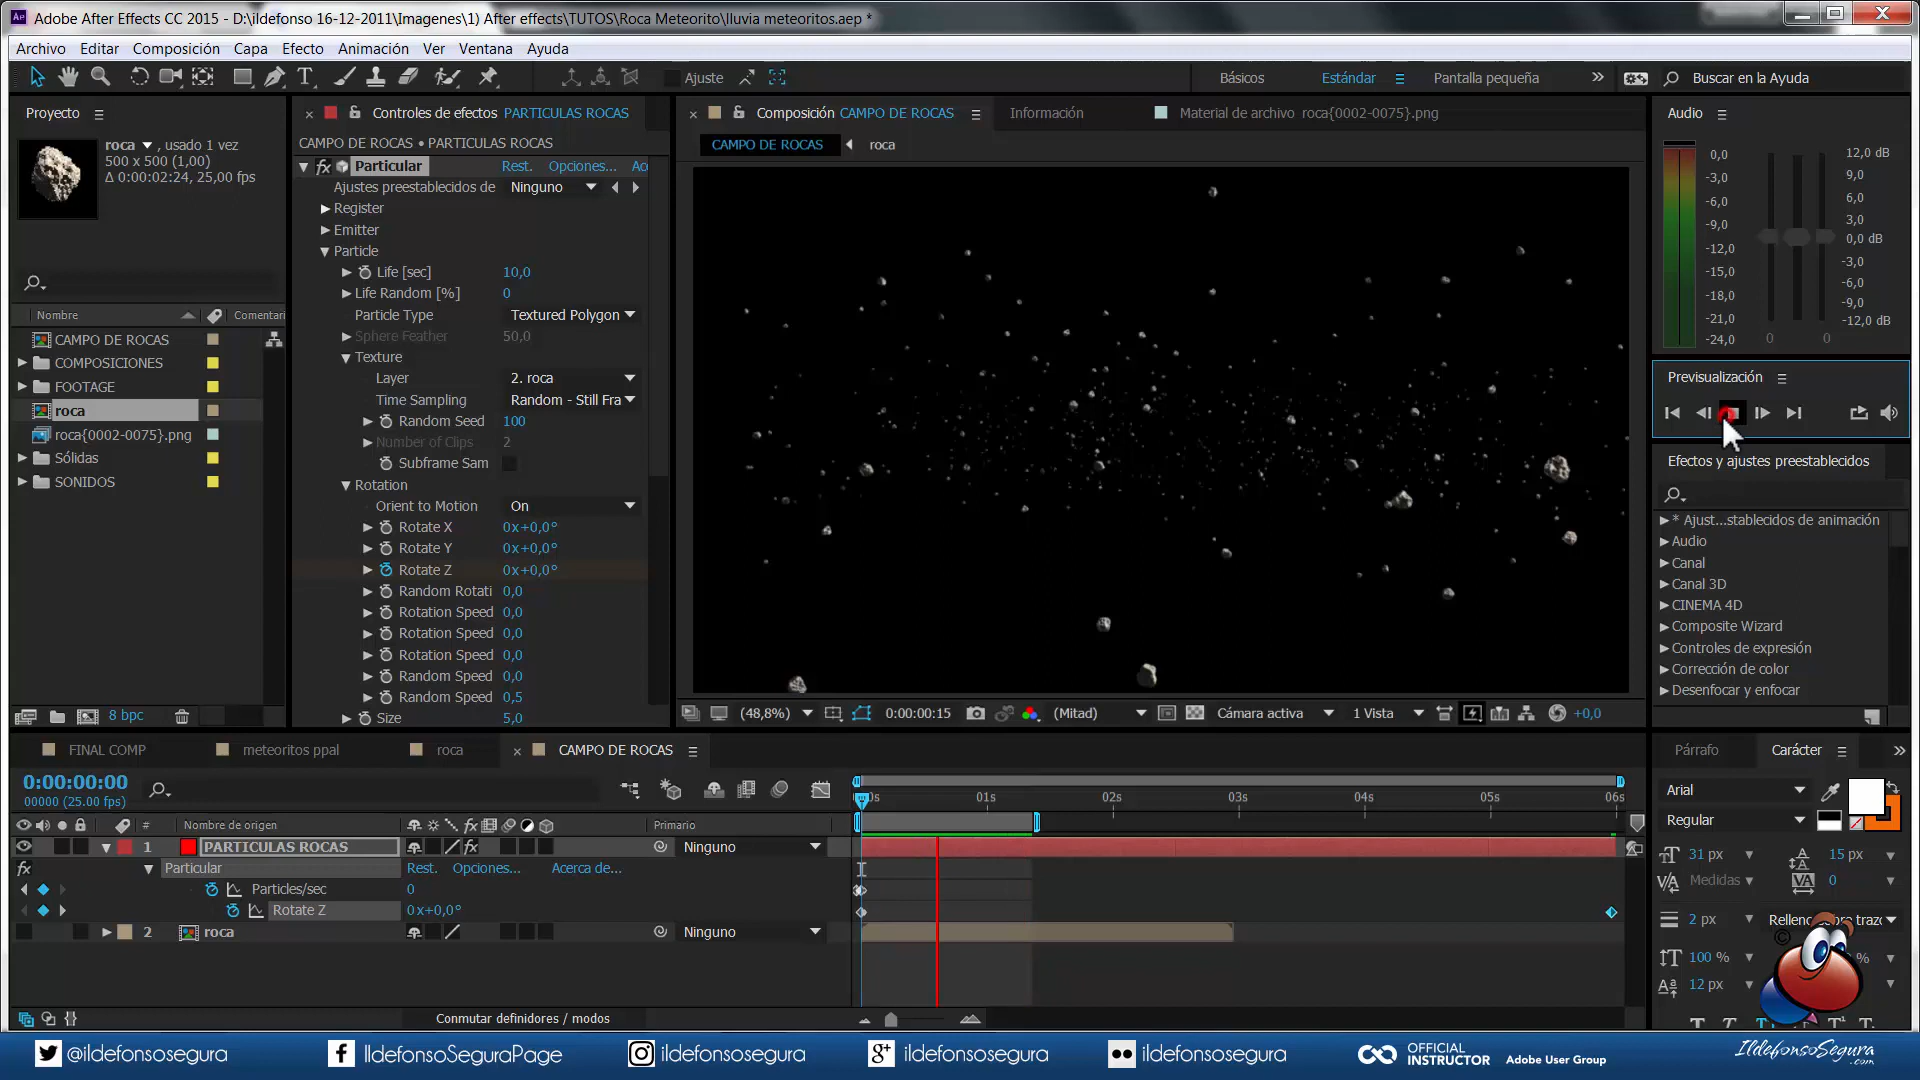 Adobe After Effects CC 2015 - D:\ildefonso 16-12-2011\Imagenes\1) After effects\TUTOS\Roca Meteorito\lluvia meteoritos.aep *
Archivo Editar Composición Capa Efecto Animación Ver Ventana Ayuda
Ajuste Básicos Estándar Pantalla pequeña Buscar en la Ayuda
Proyecto
roca , usado 1 vez
500 x 500 (1,00)
Δ 0:00:02:24, 25,00 fps
Nombre Comentari
CAMPO DE ROCAS
COMPOSICIONES
FOOTAGE
roca
roca{0002-0075}.png
Sólidas
SONIDOS
8 bpc
Controles de efectos PARTICULAS ROCAS
CAMPO DE ROCAS • PARTICULAS ROCAS
fx Particular Rest. Opciones... Ac
Ajustes preestablecidos de Ninguno
Register
Emitter
Particle
Life [sec] 10,0
Life Random [%] 0
Particle Type Textured Polygon
Sphere Feather 50,0
Texture
Layer 2. roca
Time Sampling Random - Still Fra
Random Seed 100
Number of Clips 2
Subframe Sam
Rotation
Orient to Motion On
Rotate X 0x+0,0°
Rotate Y 0x+0,0°
Rotate Z 0x+0,0°
Random Rotati 0,0
Rotation Speed 0,0
Rotation Speed 0,0
Rotation Speed 0,0
Random Speed 0,0
Random Speed 0,5
Size 5,0
Composición CAMPO DE ROCAS Información Material de archivo roca{0002-0075}.png
CAMPO DE ROCAS roca
(48,8%) 0:00:00:15 (Mitad) Cámara activa 1 Vista +0,0
Audio
0,0
-3,0
-6,0
-9,0
-12,0
-15,0
-18,0
-21,0
-24,0
12,0 dB
9,0
6,0
3,0
0,0 dB
-3,0
-6,0
-9,0
-12,0 dB
0 0
Previsualización
Efectos y ajustes preestablecidos
* Ajust...stablecidos de animación
Audio
Canal
Canal 3D
CINEMA 4D
Composite Wizard
Controles de expresión
Corrección de color
Desenfocar y enfocar
FINAL COMP meteoritos ppal roca CAMPO DE ROCAS
0:00:00:00
00000 (25.00 fps)
01s 02s 03s 04s 05s 06s
# Nombre de origen fx Primario
1 PARTICULAS ROCAS fx Ninguno
fx Particular Rest. Opciones... Acerca de...
Particles/sec 0
Rotate Z 0x+0,0°
2 roca Ninguno
Conmutar definidores / modos
Párrafo Carácter
Arial
Regular
31 px 15 px
Medidas 0
2 px
100 % %
12 px
@ildefonsosegura IldefonsoSeguraPage ildefonsosegura g+ ildefonsosegura ildefonsosegura OFFICIAL INSTRUCTOR Adobe User Group IldefonsoSegura.com